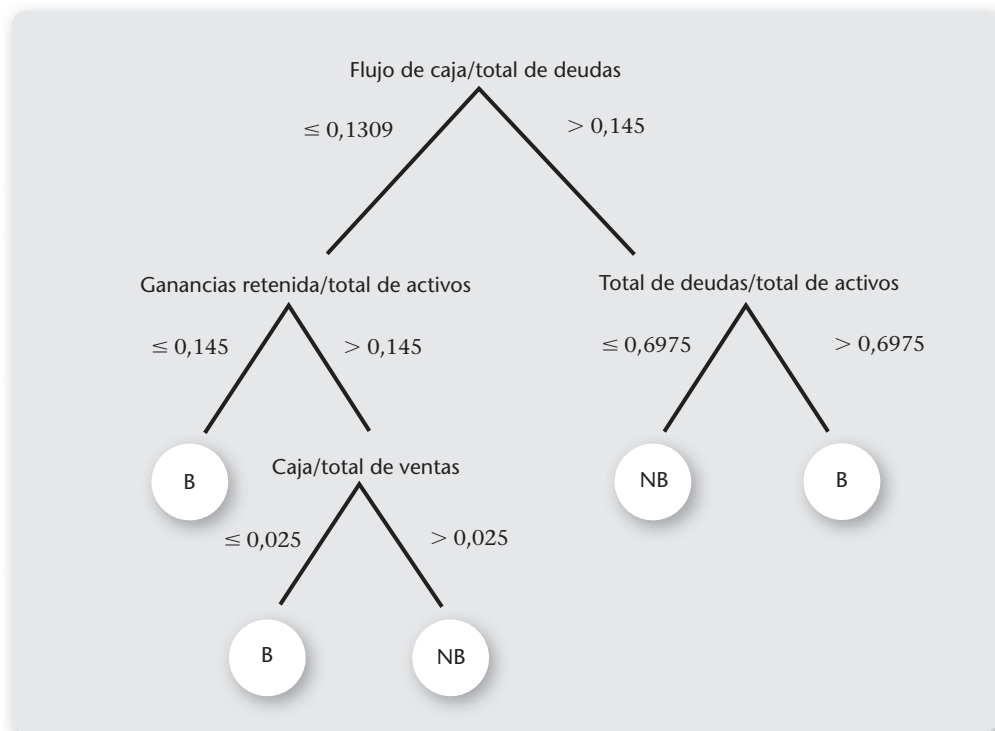 Flujo de caja/total de deudas
≤ 0,1309
> 0,145
Ganancias retenida/total de activos
Total de deudas/total de activos
≤ 0,145
> 0,145
≤ 0,6975
> 0,6975
B
Caja/total de ventas
NB
B
≤ 0,025
> 0,025
B
NB